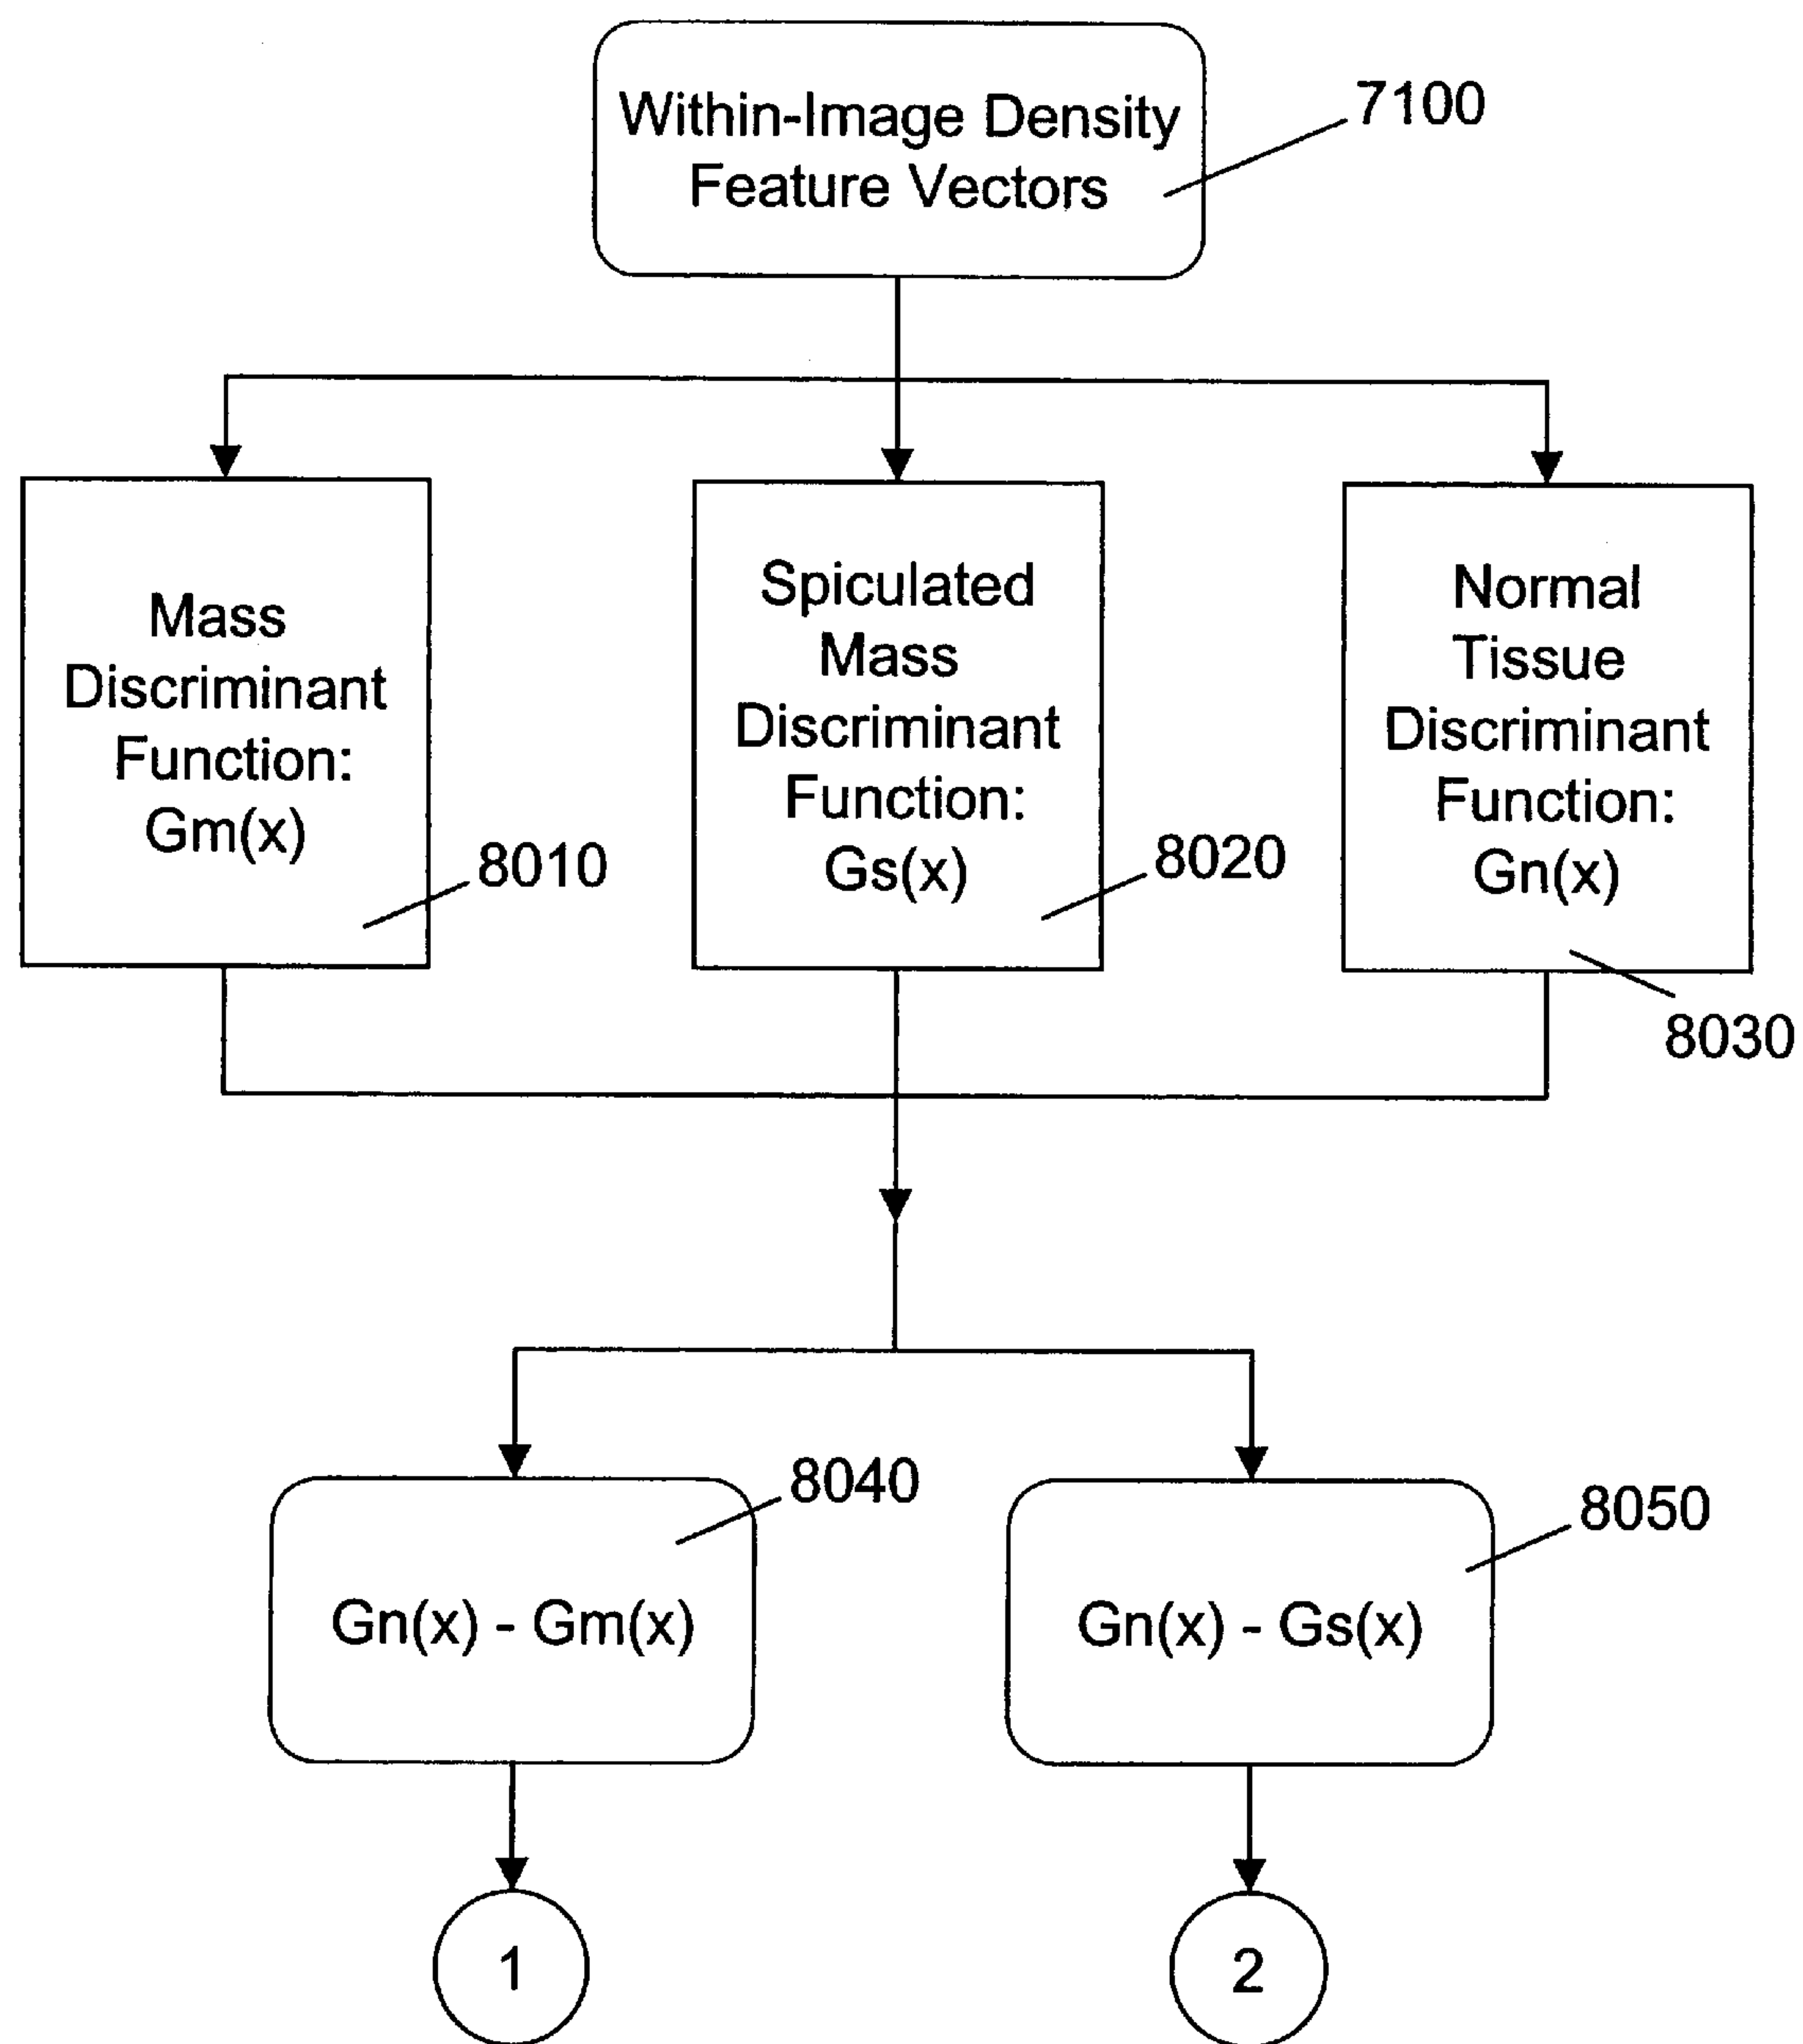 Within-Image Density
Feature Vectors
7100
Mass
Discriminant
Function:
Gm(x)
8010
Spiculated
Mass
Discriminant
Function:
Gs(x)
8020
Normal
Tissue
Discriminant
Function:
Gn(x)
8030
Gn(x) - Gm(x)
8040
Gn(x) - Gs(x)
8050
1
2